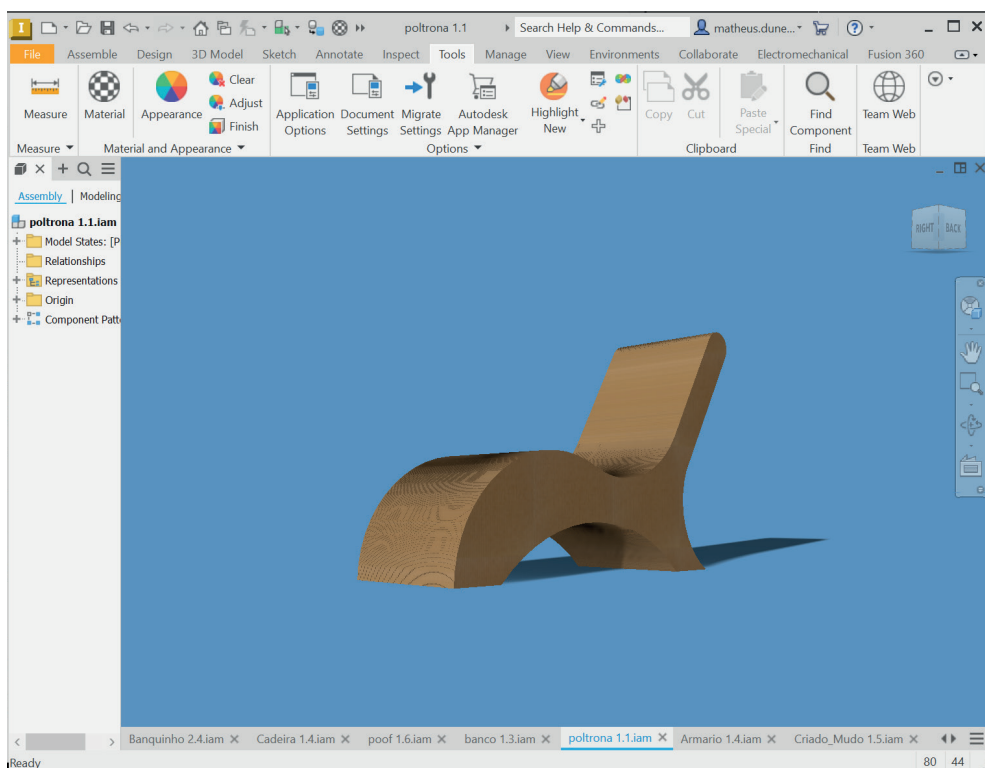 I poltrona 1.1 Search Help & Commands... matheus.dune...
File Assemble Design 3D Model Sketch Annotate Inspect Tools Manage View Environments Collaborate Electromechanical Fusion 360
Measure
Material
Appearance
Clear
Adjust
Finish
Application Options
Document Settings
Migrate Settings
Autodesk App Manager
Highlight New
Copy
Cut
Paste Special
Find Component
Team Web
Measure Material and Appearance Options Clipboard Find Team Web
Assembly | Modeling
poltrona 1.1.iam
Model States: [P
Relationships
Representations
Origin
Component Patt
RIGHT BACK
Banquinho 2.4.iam Cadeira 1.4.iam poof 1.6.iam banco 1.3.iam poltrona 1.1.iam Armario 1.4.iam Criado_Mudo 1.5.iam
Ready 80 44